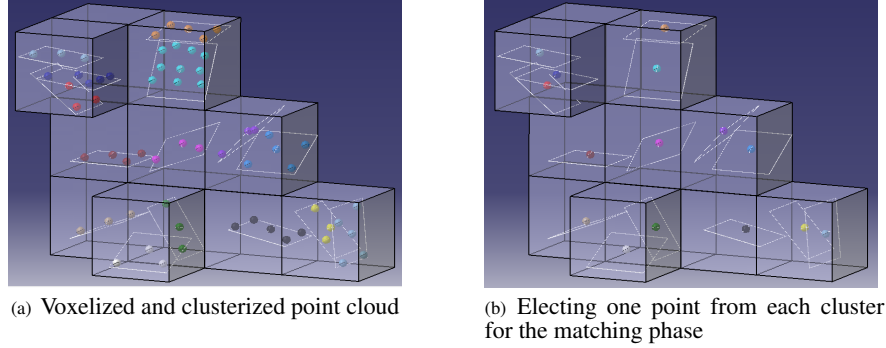 (a) Voxelized and clusterized point cloud
(b) Electing one point from each cluster
for the matching phase